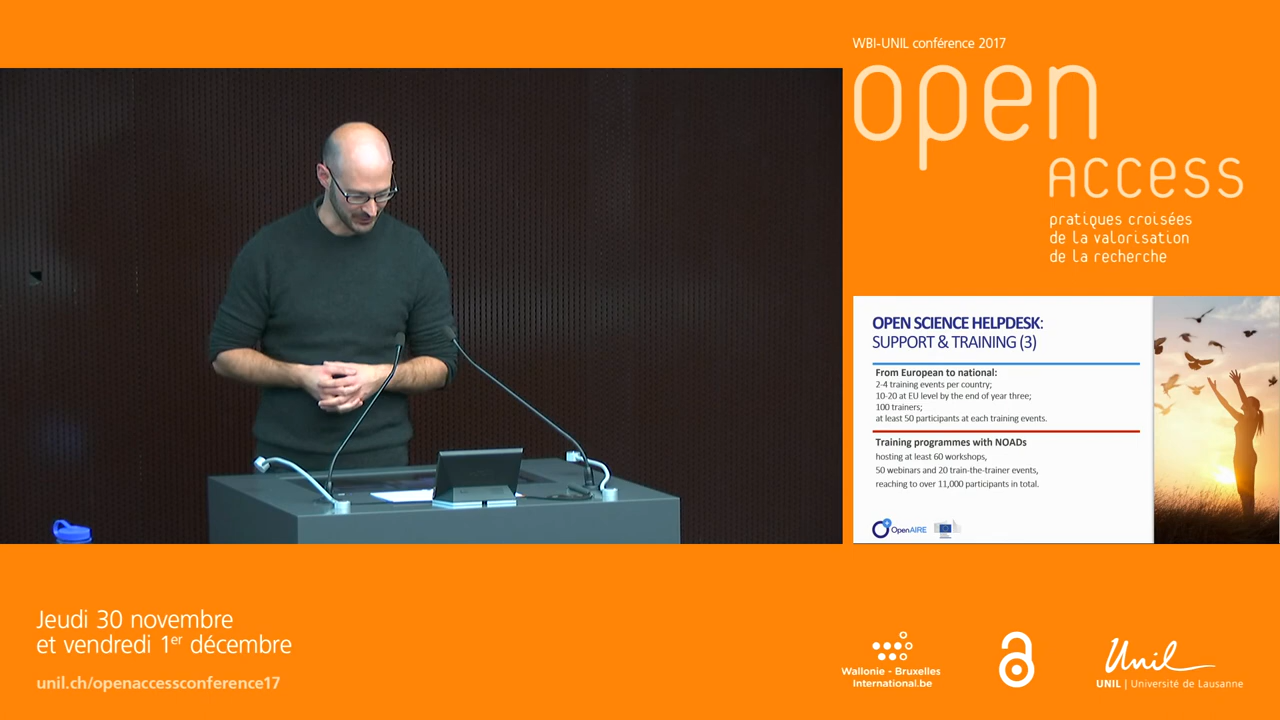 WBI-UNIL conférence 2017
open
access
pratiques croisées
de la valorisation
de la recherche
OPEN SCIENCE HELPDESK:
SUPPORT & TRAINING (3)
From European to national:
2-4 training events per country;
10-20 at EU level by the end of year three;
100 trainers;
at least 50 participants at each training events.
Training programmes with NOADs
hosting at least 60 workshops,
50 webinars and 20 train-the-trainer events,
reaching to over 11,000 participants in total.
OpenAIRE
Jeudi 30 novembre
et vendredi 1er décembre
unil.ch/openaccessconference17
Wallonie - Bruxelles
International.be
Unil
UNIL | Université de Lausanne